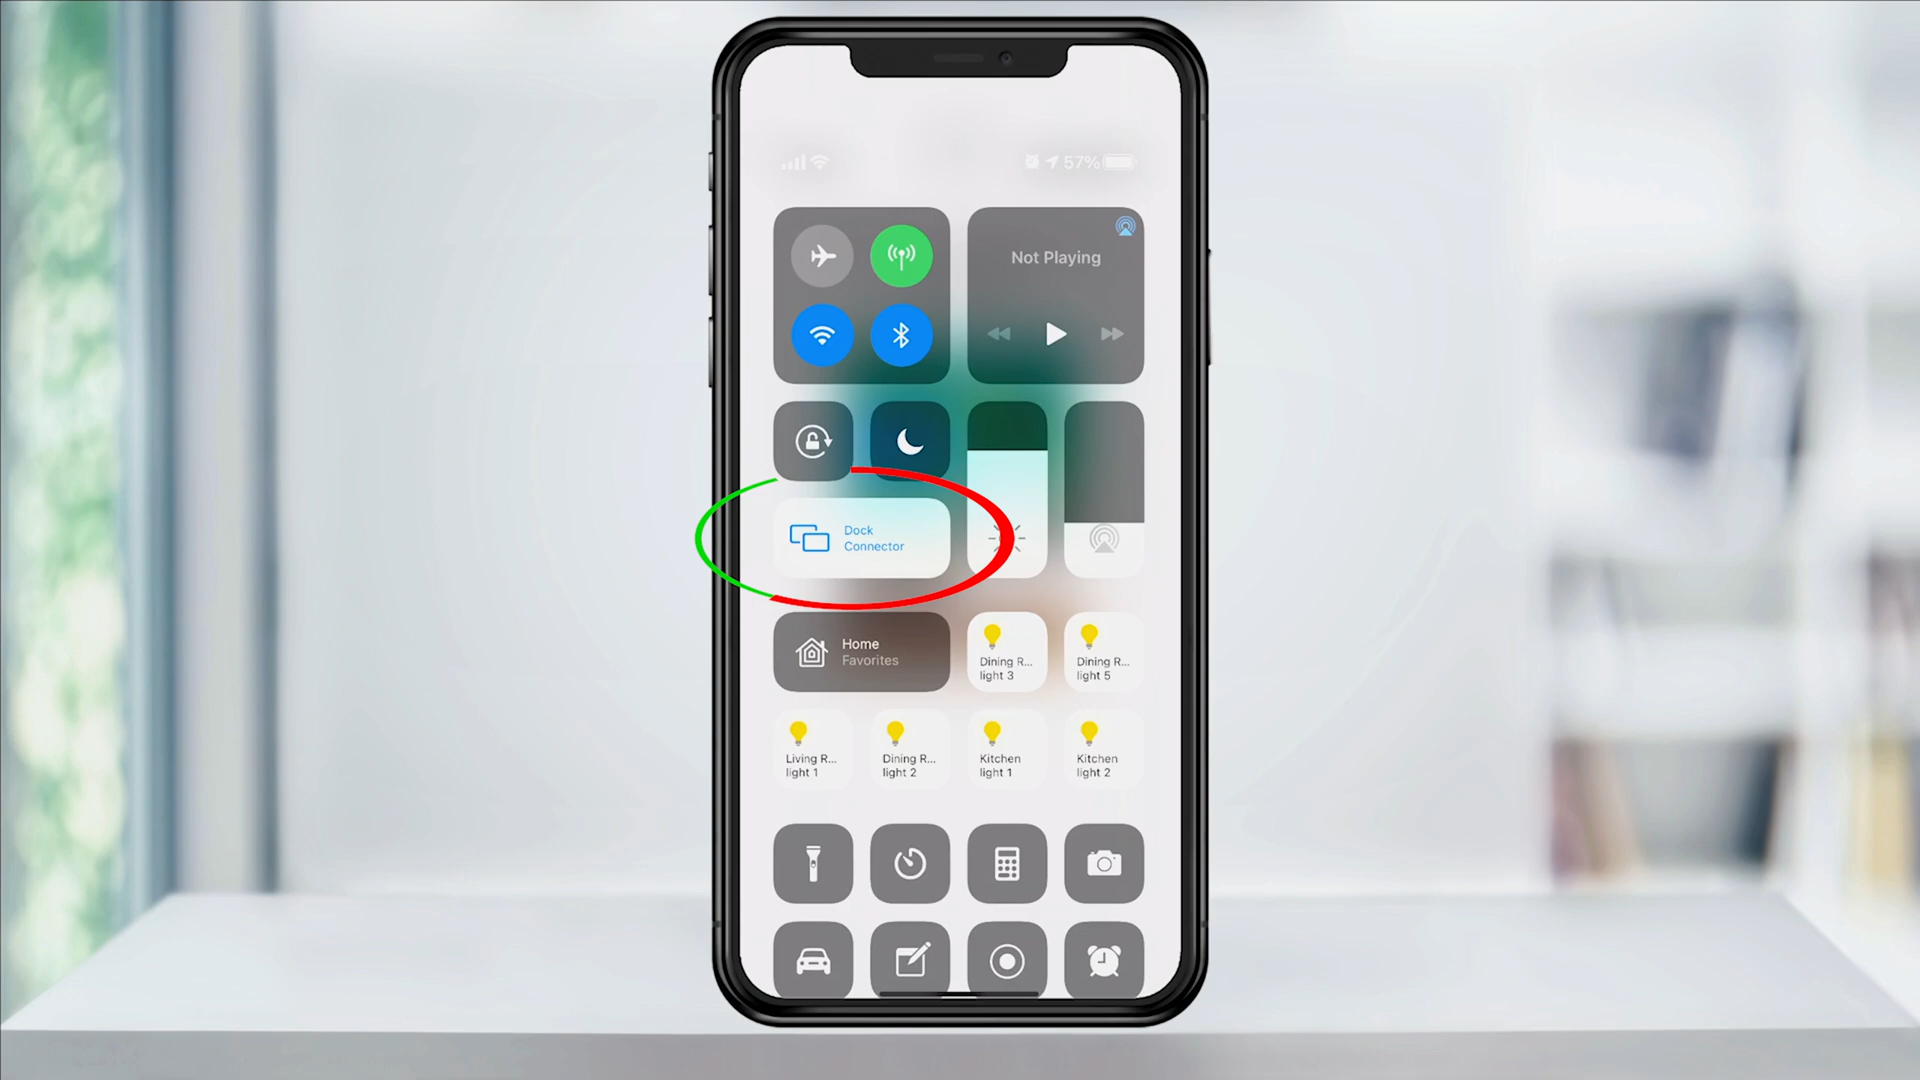 57%
Not Playing
Dock
Connector
Home
Favorites
Dining R...
light 3
Dining R...
light 5
Living R...
light 1
Dining R...
light 2
Kitchen
light 1
Kitchen
light 2